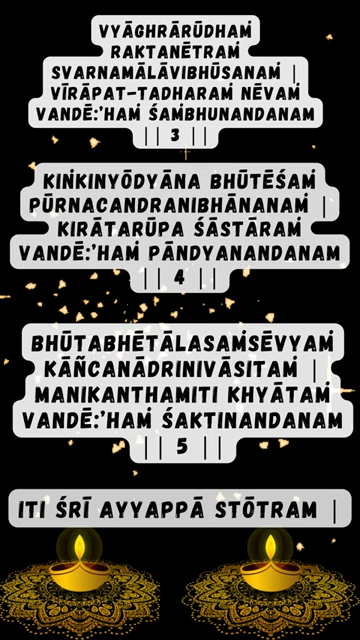 VYĀGHRĀRŪDHAṀ
RAKTANĒTRAṀ
SVARNAMĀLĀVIBHŪSANAṀ |
VĪRĀPAT-TADHARAṀ NĒVAṀ
VANDĒ:’HAṀ ŚAṀBHUNANDANAM
|| 3 ||
KIṄKINYŌDYĀNA BHŪTĒŚAṀ
PŪRNACANDRANIBHĀNANAṀ |
KIRĀTARŪPA ŚĀSTĀRAṀ
VANDĒ:’HAṀ PĀNDYANANDANAM
|| 4 ||
BHŪTABHĒTĀLASAṀSĒVYAṀ
KĀÑCANĀDRINIVĀSITAṀ |
MANIKANTHAMITI KHYĀTAṀ
VANDĒ:’HAṀ ŚAKTINANDANAM
|| 5 ||
ITI ŚRĪ AYYAPPĀ STŌTRAM |